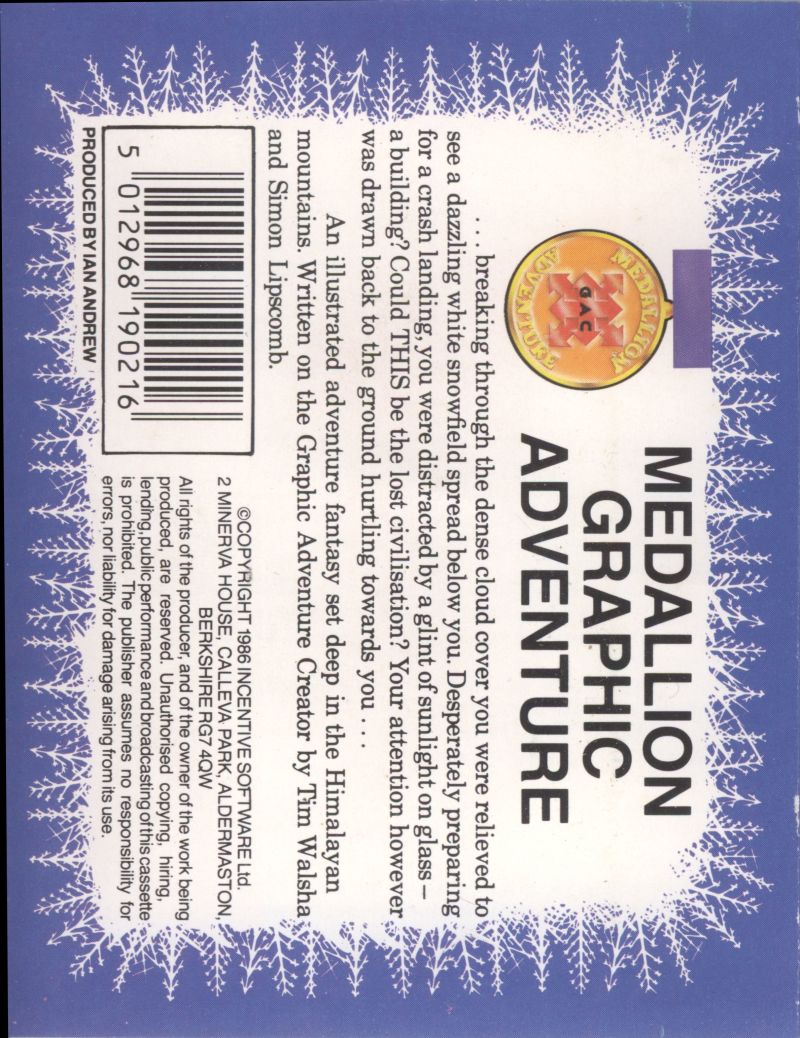 MEDALLION
GRAPHIC
ADVENTURE
MEDALLION
GAC
ADVENTURE
... breaking through the dense cloud cover you were relieved to
see a dazzling white snowfield spread below you. Desperately preparing
for a crash landing, you were distracted by a glint of sunlight on glass –
a building? Could THIS be the lost civilisation? Your attention however
was drawn back to the ground hurtling towards you ...
An illustrated adventure fantasy set deep in the Himalayan
mountains. Written on the Graphic Adventure Creator by Tim Walsha
and Simon Lipscomb.
5 012968 190216
PRODUCED BY IAN ANDREW
©COPYRIGHT 1986 INCENTIVE SOFTWARE Ltd.
2 MINERVA HOUSE, CALLEVA PARK, ALDERMASTON,
BERKSHIRE RG7 4QW
All rights of the producer, and of the owner of the work being
produced, are reserved. Unauthorised copying, hiring,
lending, public performance and broadcasting of this cassette
is prohibited. The publisher assumes no responsibility for
errors, nor liability for damage arising from its use.